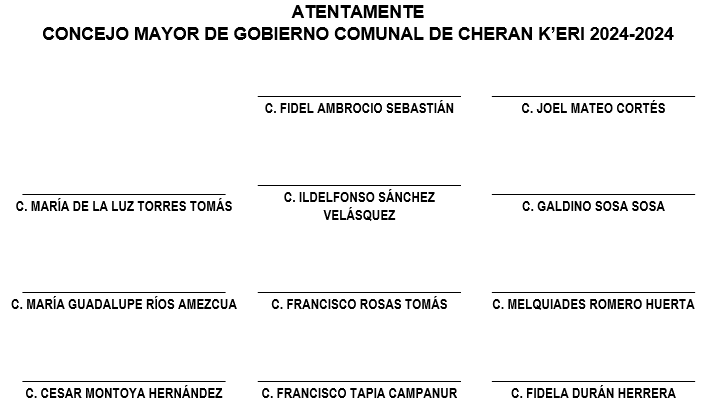 ATENTAMENTE
CONCEJO MAYOR DE GOBIERNO COMUNAL DE CHERAN K’ERI 2024-2024
C. FIDEL AMBROCIO SEBASTIÁN
C. JOEL MATEO CORTÉS
C. MARÍA DE LA LUZ TORRES TOMÁS
C. ILDELFONSO SÁNCHEZ
VELÁSQUEZ
C. GALDINO SOSA SOSA
C. MARÍA GUADALUPE RÍOS AMEZCUA
C. FRANCISCO ROSAS TOMÁS
C. MELQUIADES ROMERO HUERTA
C. CESAR MONTOYA HERNÁNDEZ
C. FRANCISCO TAPIA CAMPANUR
C. FIDELA DURÁN HERRERA